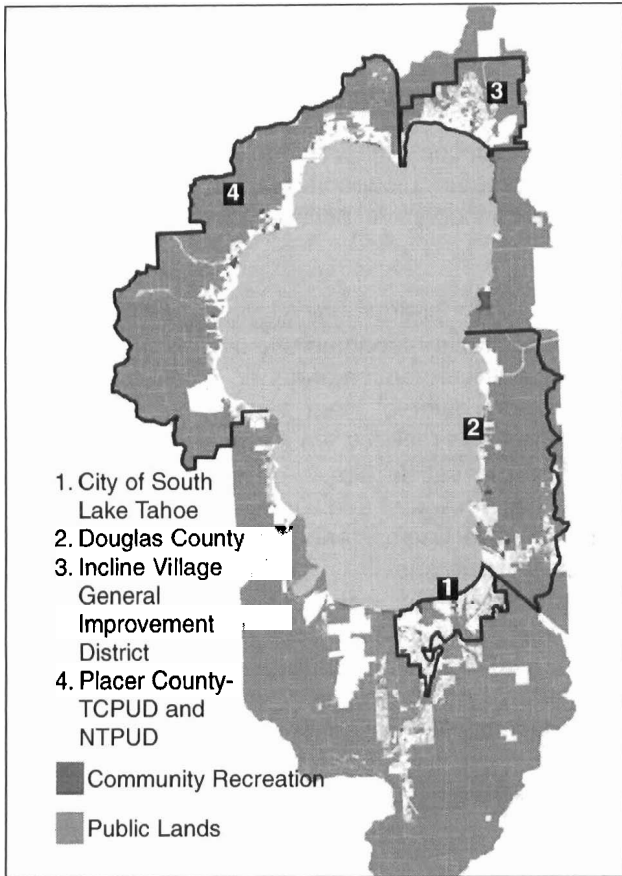 3
4
2
1
1. City of South
Lake Tahoe
2. Douglas County
3. Incline Village
General
Improvement
District
4. Placer County-
TCPUD and
NTPUD
Community Recreation
Public Lands